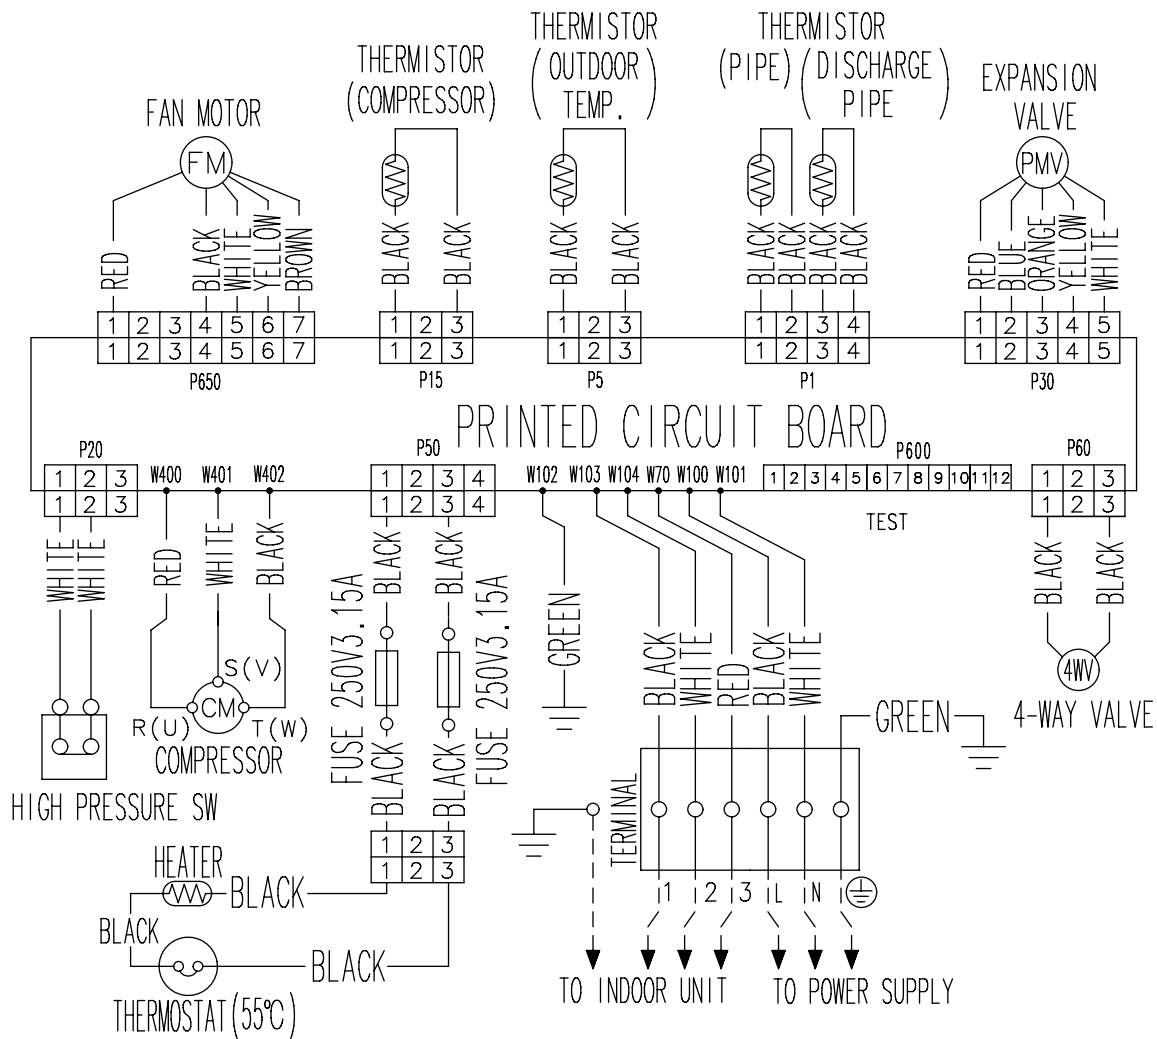 THERMISTOR
(OUTDOOR
TEMP.)
THERMISTOR
(PIPE) (DISCHARGE
PIPE)
THERMISTOR
(COMPRESSOR)
EXPANSION
VALVE
FAN MOTOR
FM
PMV
RED BLACK WHITE YELLOW BROWN
BLACK BLACK
BLACK BLACK
BLACK BLACK BLACK BLACK
RED BLUE ORANGE YELLOW WHITE
1 2 3 4 5 6 7
1 2 3 4 5 6 7
P650
1 2 3
1 2 3
P15
1 2 3
1 2 3
P5
1 2 3 4
1 2 3 4
P1
1 2 3 4 5
1 2 3 4 5
P30
PRINTED CIRCUIT BOARD
P20
1 2 3
1 2 3
W400 W401 W402
P50
1 2 3 4
1 2 3 4
W102 W103 W104 W70 W100 W101
P600
1 2 3 4 5 6 7 8 9 10 11 12
TEST
P60
1 2 3
1 2 3
WHITE WHITE
RED WHITE BLACK
BLACK BLACK
FUSE 250V3.15A
FUSE 250V3.15A
GREEN
BLACK WHITE RED BLACK WHITE
BLACK BLACK
4WV
4-WAY VALVE
GREEN
S(V)
CM
R(U) T(W)
COMPRESSOR
HIGH PRESSURE SW
BLACK BLACK
1 2 3
1 2 3
TERMINAL
1 2 3 L N
HEATER
BLACK
BLACK
BLACK
THERMOSTAT(55℃)
TO INDOOR UNIT
TO POWER SUPPLY